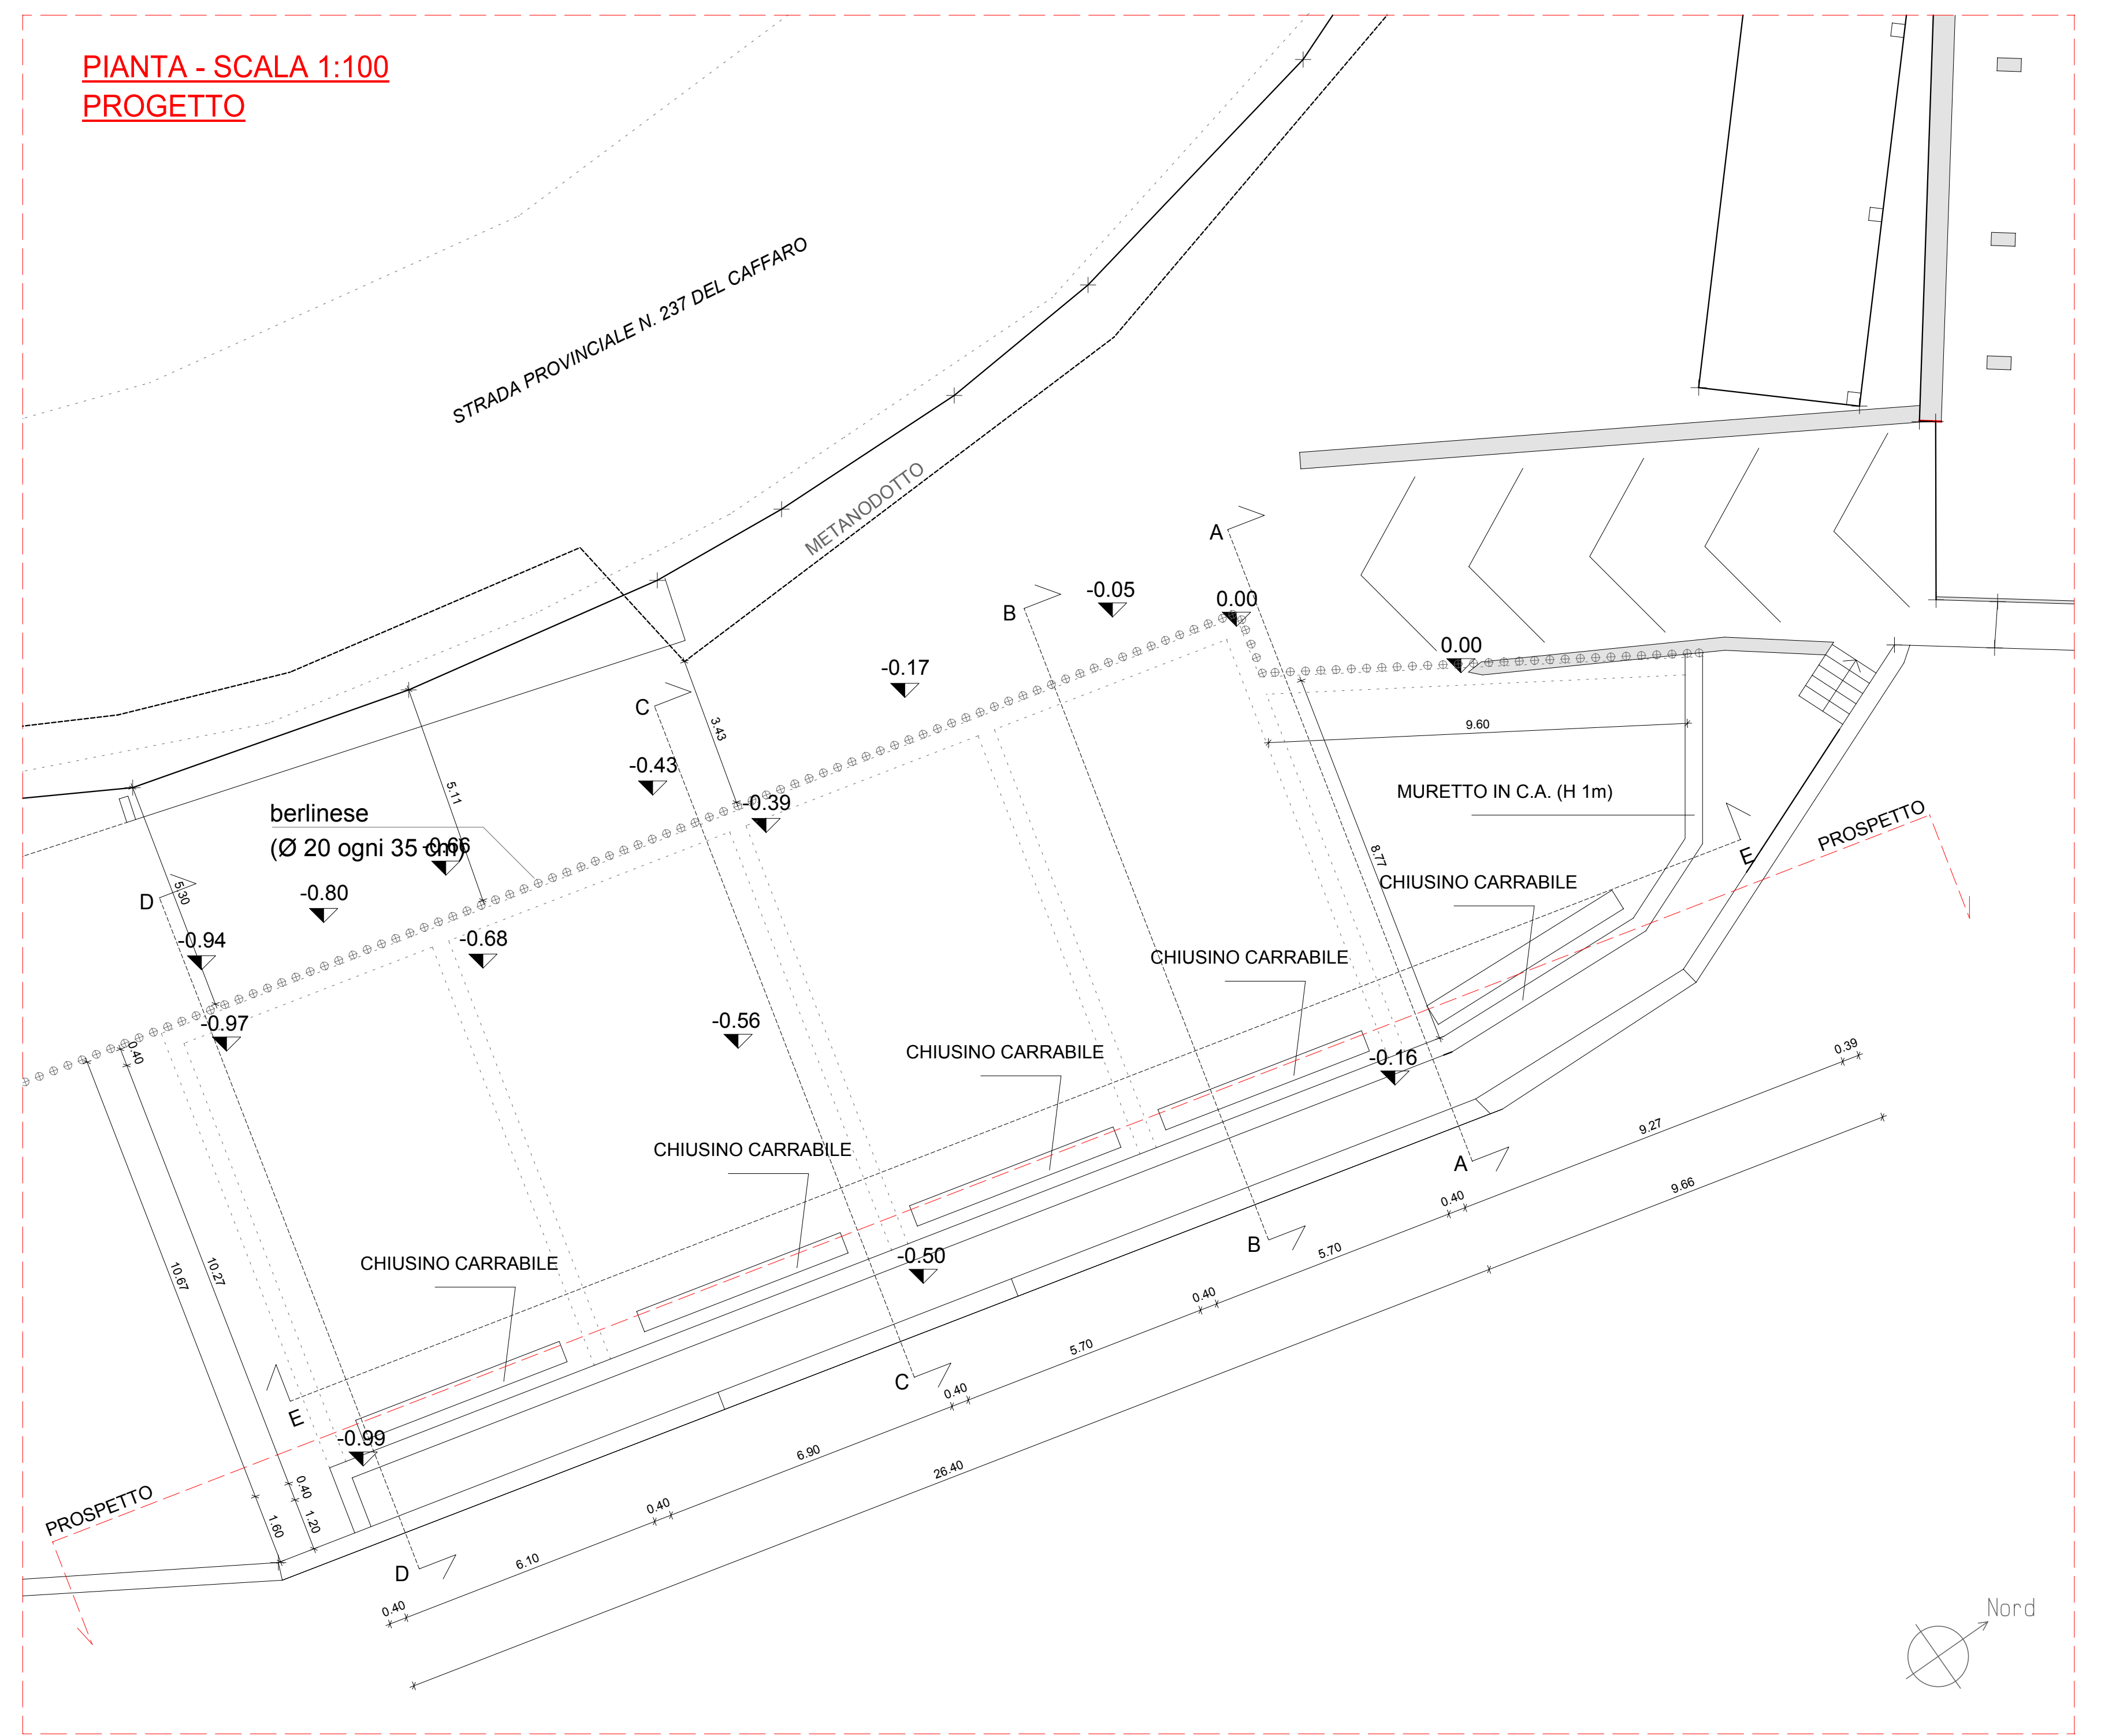 PIANTA - SCALA 1:100
PROGETTO
STRADA PROVINCIALE N. 237 DEL CAFFARO
METANODOTTO
A
B
-0.05
0.00
0.00
-0.17
C
3.43
-0.43
-0.39
9.60
MURETTO IN C.A. (H 1m)
PROSPETTO
5.11
berlinese
(Ø 20 ogni 35 cm)
-0.66
8.77
E
CHIUSINO CARRABILE
5.30
D
-0.80
-0.94
-0.68
CHIUSINO CARRABILE
-0.97
-0.56
0.40
CHIUSINO CARRABILE
-0.16
0.39
CHIUSINO CARRABILE
9.27
A
9.66
0.40
B
5.70
-0.50
CHIUSINO CARRABILE
10.67
10.27
0.40
5.70
C
0.40
E
-0.99
6.90
26.40
0.40
0.40
PROSPETTO
1.60
1.20
D
6.10
0.40
Nord